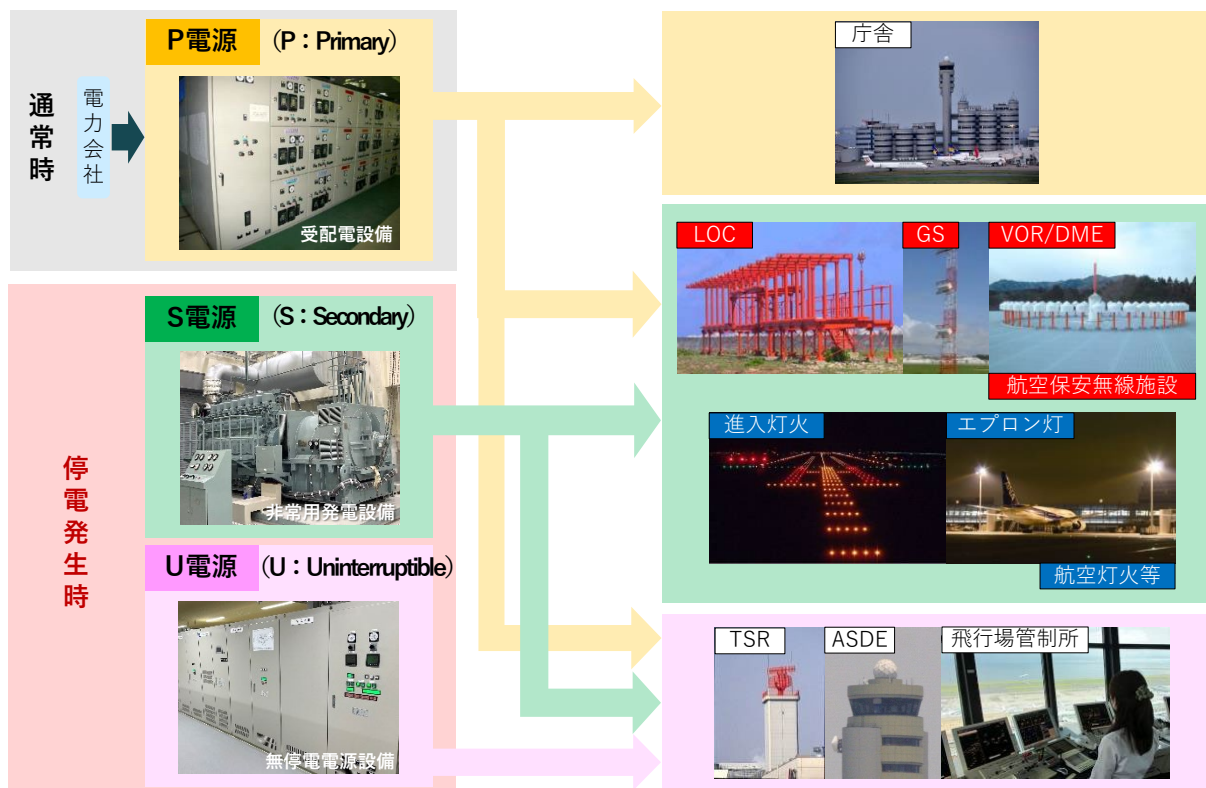 通常時
電力会社
P電源 (P：Primary)
受配電設備
停電発生時
S電源 (S：Secondary)
非常用発電設備
U電源 (U：Uninterruptible)
無停電電源設備
庁舎
LOC
GS
VOR/DME
航空保安無線施設
進入灯火
エプロン灯
航空灯火等
TSR
ASDE
飛行場管制所